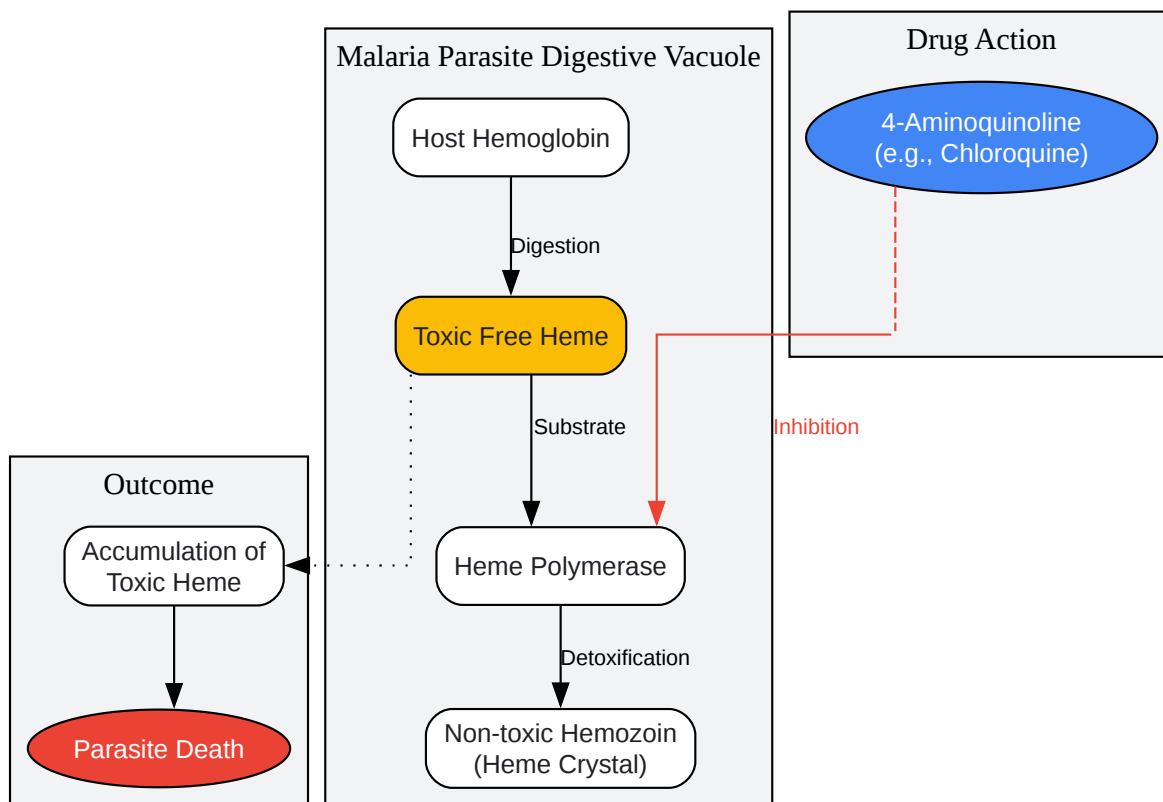 Malaria Parasite Digestive Vacuole
Host Hemoglobin
Digestion
Toxic Free Heme
Substrate
Heme Polymerase
Detoxification
Non-toxic Hemozoin
(Heme Crystal)
Drug Action
4-Aminoquinoline
(e.g., Chloroquine)
Inhibition
Outcome
Accumulation of
Toxic Heme
Parasite Death